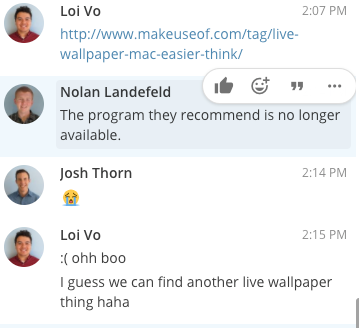 Loi Vo 2:07 PM
http://www.makeuseof.com/tag/live-
wallpaper-mac-easier-think/
Nolan Landefeld
The program they recommend is no longer
available.
Josh Thorn 2:14 PM
😭
Loi Vo 2:15 PM
:( ohh boo
I guess we can find another live wallpaper
thing haha